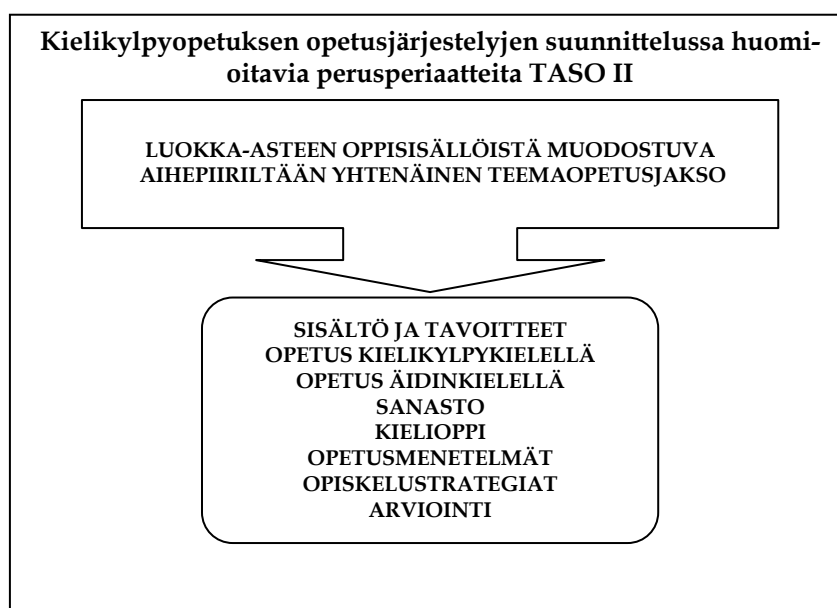 Kielikylpyopetuksen opetusjärjestelyjen suunnittelussa huomi-
oitavia perusperiaatteita TASO II
LUOKKA-ASTEEN OPPISISÄLLÖISTÄ MUODOSTUVA
AIHEPIIRILTÄÄN YHTENÄINEN TEEMAOPETUSJAKSO
SISÄLTÖ JA TAVOITTEET
OPETUS KIELIKYLPYKIELELLÄ
OPETUS ÄIDINKIELELLÄ
SANASTO
KIELIOPPI
OPETUSMENETELMÄT
OPISKELUSTRATEGIAT
ARVIOINTI